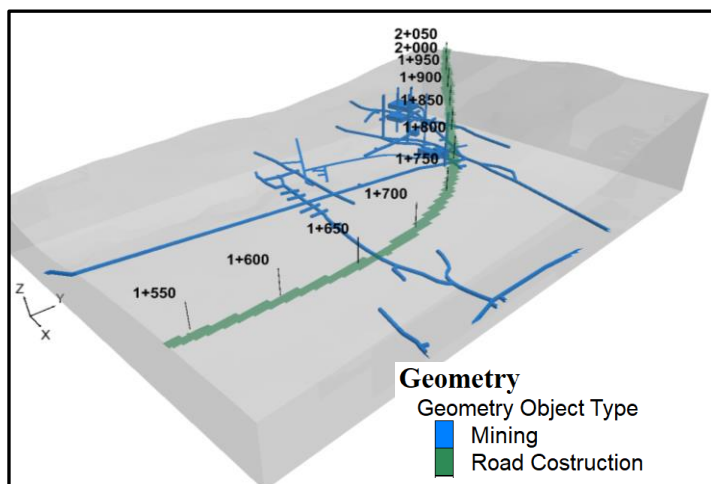 2+050
2+000
1+950
1+900
1+850
1+800
1+750
1+700
1+650
1+600
1+550
Z
Y
X
Geometry
Geometry Object Type
Mining
Road Costruction